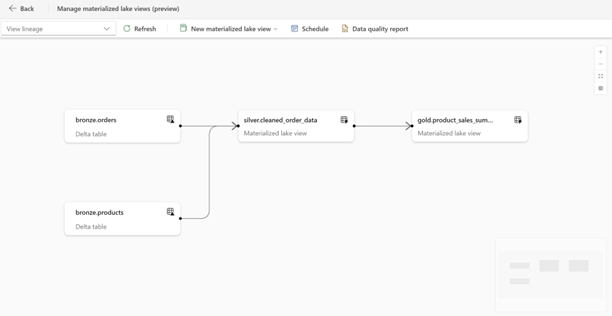 Back
Manage materialized lake views (preview)
View lineage
Refresh
New materialized lake view
Schedule
Data quality report
bronze.orders
Delta table
silver.cleaned_order_data
Materialized lake view
gold.product_sales_sum...
Materialized lake view
bronze.products
Delta table